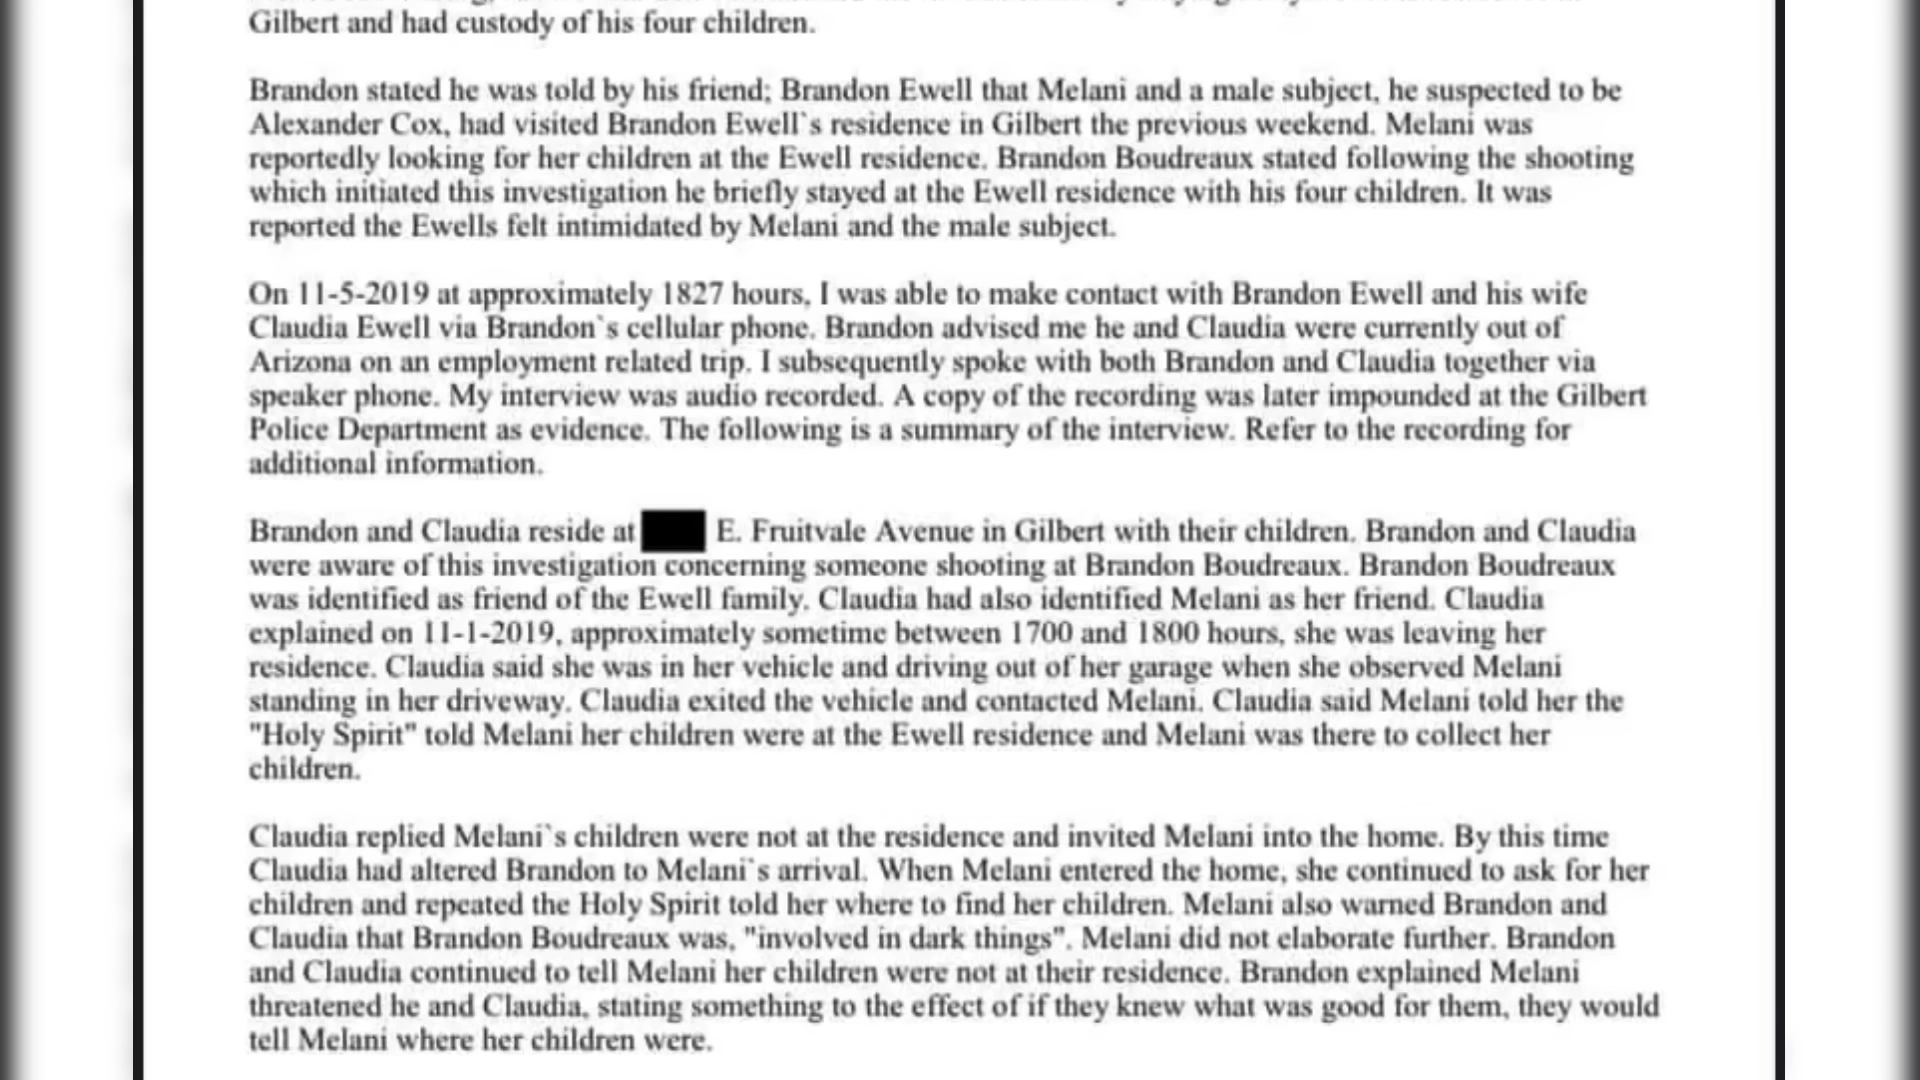 Gilbert and had custody of his four children.
Brandon stated he was told by his friend; Brandon Ewell that Melani and a male subject, he suspected to be
Alexander Cox, had visited Brandon Ewell`s residence in Gilbert the previous weekend. Melani was
reportedly looking for her children at the Ewell residence. Brandon Boudreaux stated following the shooting
which initiated this investigation he briefly stayed at the Ewell residence with his four children. It was
reported the Ewells felt intimidated by Melani and the male subject.
On 11-5-2019 at approximately 1827 hours, I was able to make contact with Brandon Ewell and his wife
Claudia Ewell via Brandon`s cellular phone. Brandon advised me he and Claudia were currently out of
Arizona on an employment related trip. I subsequently spoke with both Brandon and Claudia together via
speaker phone. My interview was audio recorded. A copy of the recording was later impounded at the Gilbert
Police Department as evidence. The following is a summary of the interview. Refer to the recording for
additional information.
Brandon and Claudia reside at E. Fruitvale Avenue in Gilbert with their children. Brandon and Claudia
were aware of this investigation concerning someone shooting at Brandon Boudreaux. Brandon Boudreaux
was identified as friend of the Ewell family. Claudia had also identified Melani as her friend. Claudia
explained on 11-1-2019, approximately sometime between 1700 and 1800 hours, she was leaving her
residence. Claudia said she was in her vehicle and driving out of her garage when she observed Melani
standing in her driveway. Claudia exited the vehicle and contacted Melani. Claudia said Melani told her the
"Holy Spirit" told Melani her children were at the Ewell residence and Melani was there to collect her
children.
Claudia replied Melani`s children were not at the residence and invited Melani into the home. By this time
Claudia had altered Brandon to Melani`s arrival. When Melani entered the home, she continued to ask for her
children and repeated the Holy Spirit told her where to find her children. Melani also warned Brandon and
Claudia that Brandon Boudreaux was, "involved in dark things". Melani did not elaborate further. Brandon
and Claudia continued to tell Melani her children were not at their residence. Brandon explained Melani
threatened he and Claudia, stating something to the effect of if they knew what was good for them, they would
tell Melani where her children were.